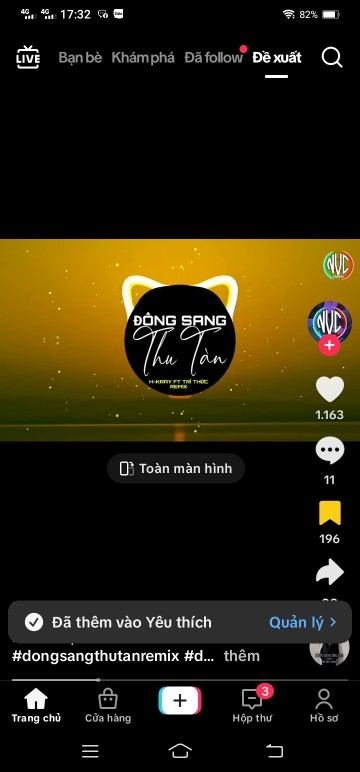 4G 4G 17:32 Zalo 82%
LIVE Bạn bè Khám phá Đã follow Đề xuất
NVC
ĐÔNG SANG
Thu Tàn
H-KRAY FT TRÍ THỨC
REMIX
NVC
1.163
11
Toàn màn hình
196
Đã thêm vào Yêu thích Quản lý >
#dongsangthutanremix #d... thêm
3
Trang chủ Cửa hàng Hộp thư Hồ sơ